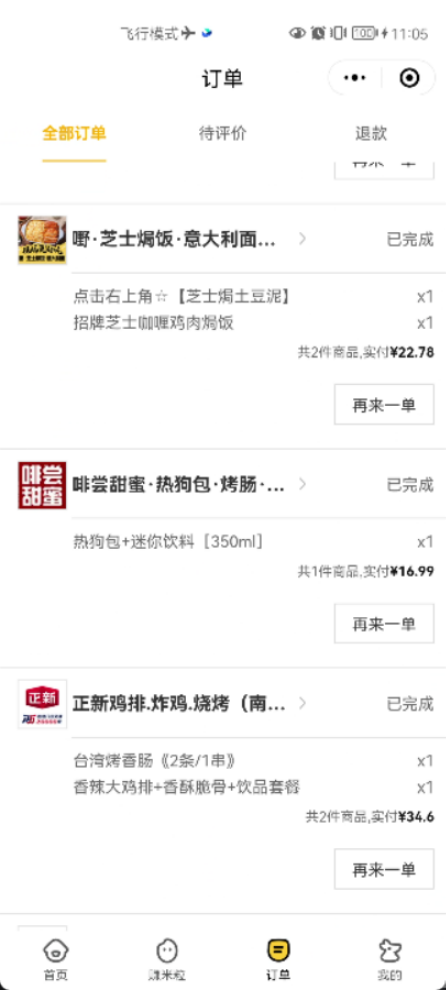 飞行模式
100
11:05
订单
全部订单
待评价
退款
再来一单
嘢·芝士焗饭·意大利面...
已完成
点击右上角☆【芝士焗土豆泥】
x1
招牌芝士咖喱鸡肉焗饭
x1
共2件商品,实付¥22.78
再来一单
啡尝
甜蜜
啡尝甜蜜·热狗包·烤肠·...
已完成
热狗包+迷你饮料［350ml］
x1
共1件商品,实付¥16.99
再来一单
正新
正新鸡排.炸鸡.烧烤（南...
已完成
台湾烤香肠《2条/1串》
x1
香辣大鸡排+香酥脆骨+饮品套餐
x1
共2件商品,实付¥34.6
再来一单
首页
赚米粒
订单
我的